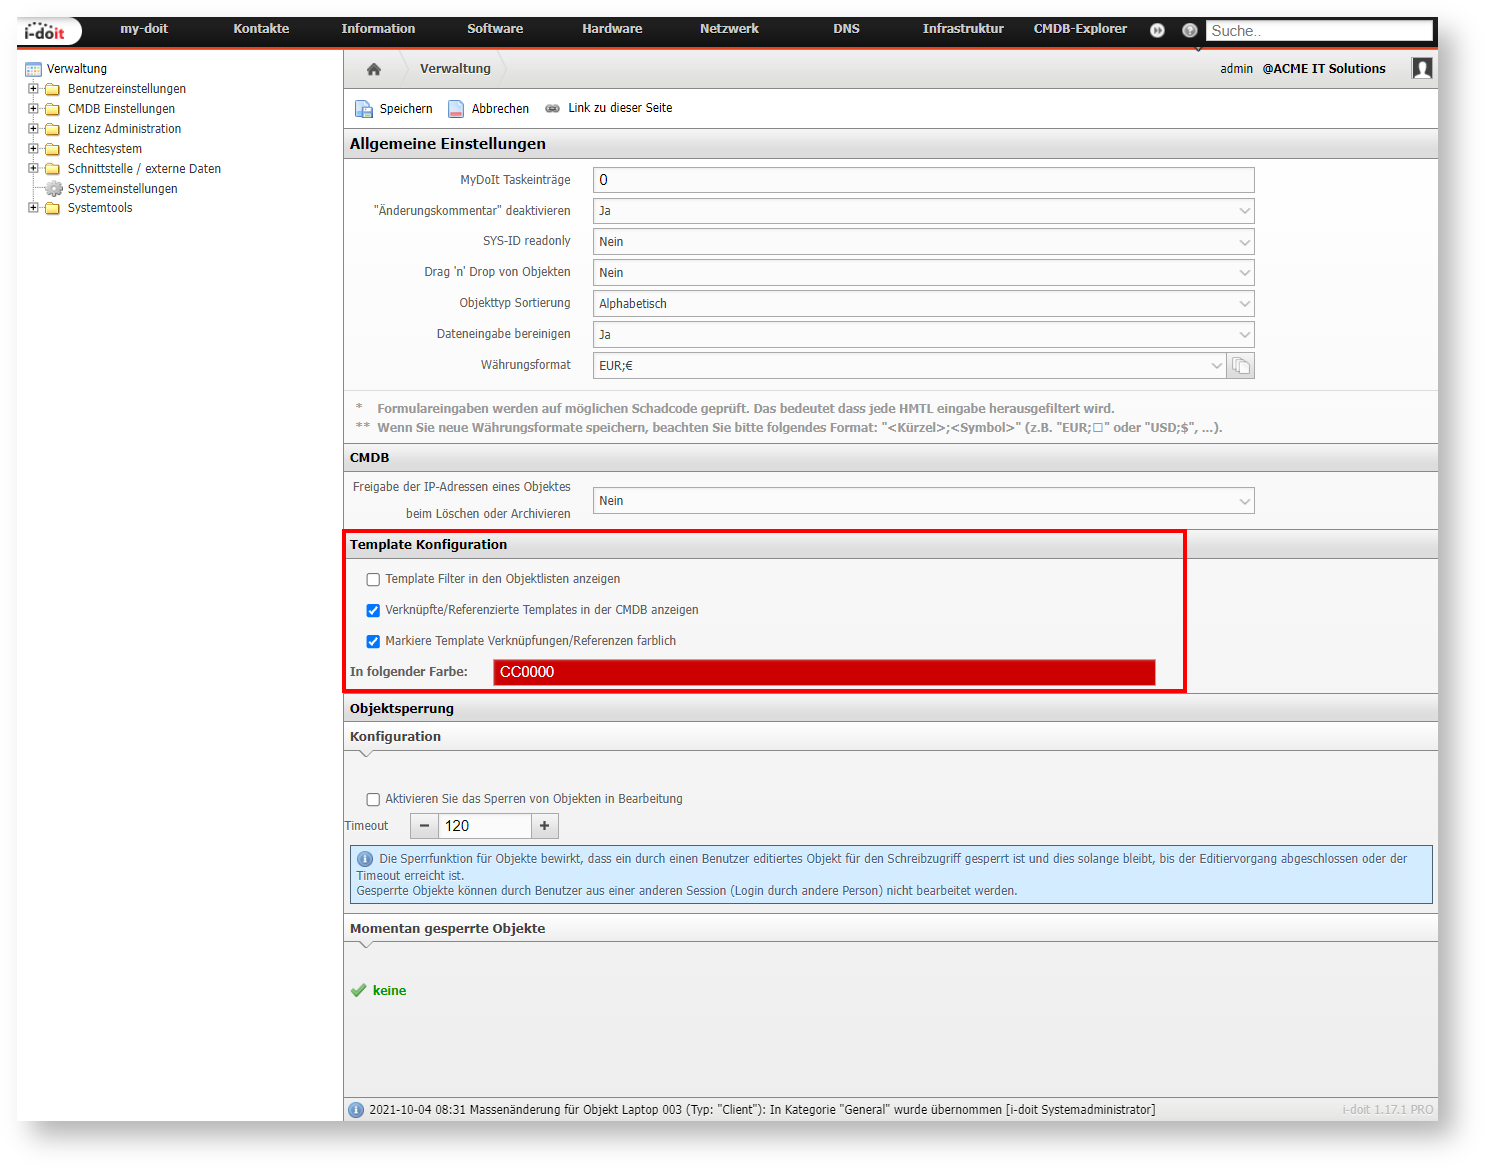 i-doit
my-doit Kontakte Information Software Hardware Netzwerk DNS Infrastruktur CMDB-Explorer Suche..
Verwaltung
Benutzereinstellungen
CMDB Einstellungen
Lizenz Administration
Rechtesystem
Schnittstelle / externe Daten
Systemeinstellungen
Systemtools
Verwaltung
admin @ACME IT Solutions
Speichern Abbrechen Link zu dieser Seite
Allgemeine Einstellungen
MyDoIt Taskeinträge 0
"Änderungskommentar" deaktivieren Ja
SYS-ID readonly Nein
Drag 'n' Drop von Objekten Nein
Objekttyp Sortierung Alphabetisch
Dateneingabe bereinigen Ja
Währungsformat EUR;€
* Formulareingaben werden auf möglichen Schadcode geprüft. Das bedeutet dass jede HMTL eingabe herausgefiltert wird.
** Wenn Sie neue Währungsformate speichern, beachten Sie bitte folgendes Format: "<Kürzel>;<Symbol>" (z.B. "EUR;□" oder "USD;$", ...).
CMDB
Freigabe der IP-Adressen eines Objektes
beim Löschen oder Archivieren
Nein
Template Konfiguration
Template Filter in den Objektlisten anzeigen
Verknüpfte/Referenzierte Templates in der CMDB anzeigen
Markiere Template Verknüpfungen/Referenzen farblich
In folgender Farbe: CC0000
Objektsperrung
Konfiguration
Aktivieren Sie das Sperren von Objekten in Bearbeitung
Timeout − 120 +
Die Sperrfunktion für Objekte bewirkt, dass ein durch einen Benutzer editiertes Objekt für den Schreibzugriff gesperrt ist und dies solange bleibt, bis der Editiervorgang abgeschlossen oder der
Timeout erreicht ist.
Gesperrte Objekte können durch Benutzer aus einer anderen Session (Login durch andere Person) nicht bearbeitet werden.
Momentan gesperrte Objekte
keine
2021-10-04 08:31 Massenänderung für Objekt Laptop 003 (Typ: "Client"): In Kategorie "General" wurde übernommen [i-doit Systemadministrator]
i-doit 1.17.1 PRO